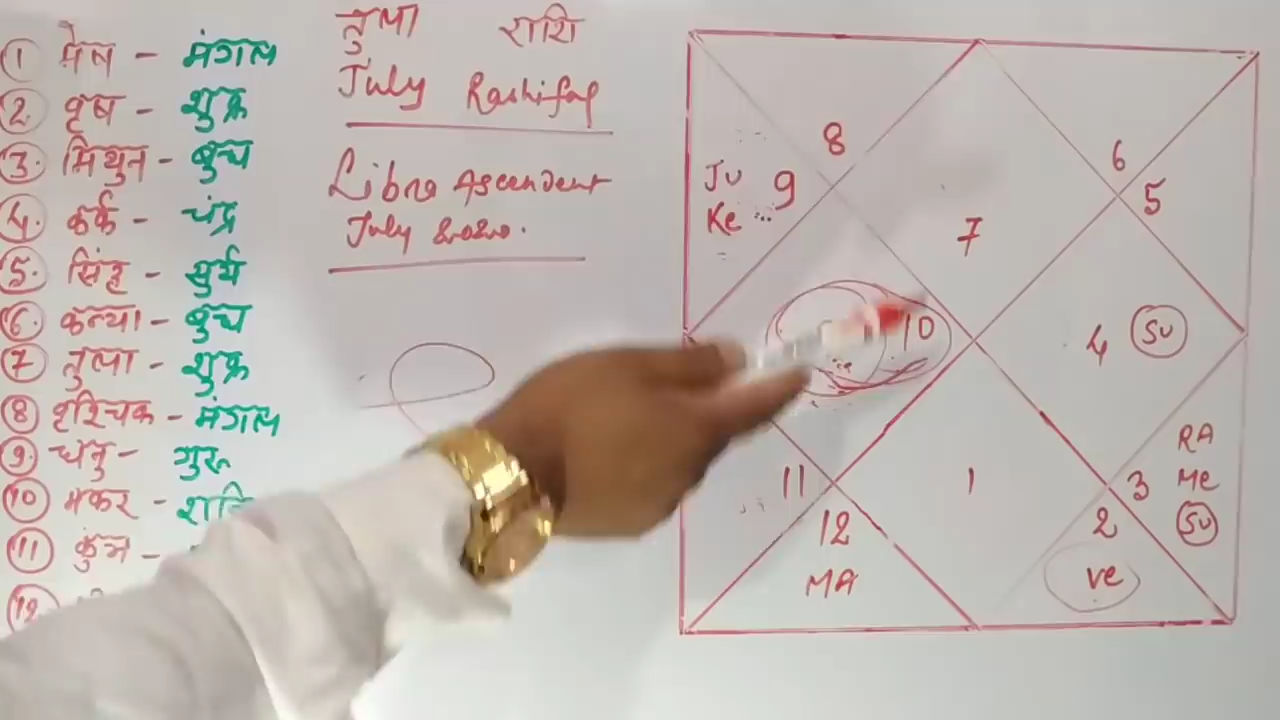 ① मेष - मंगल
② वृष - शुक्र
③. मिथुन - बुध
④. कर्क - चंद्र
⑤. सिंह - सुर्य
⑥. कन्या - बुध
⑦ तुला - शुक्र
⑧ वृश्चिक - मंगल
⑨. धनु - गुरू
⑩ मकर -
⑪ कुंभ -
⑫
तुला राशि
July Rashifal
Libra Ascendent
July 2020.
8
6
Ju 9
Ke
5
7
10
4 SU
11
1
3
RA
Me
SU
12
MA
2
ve